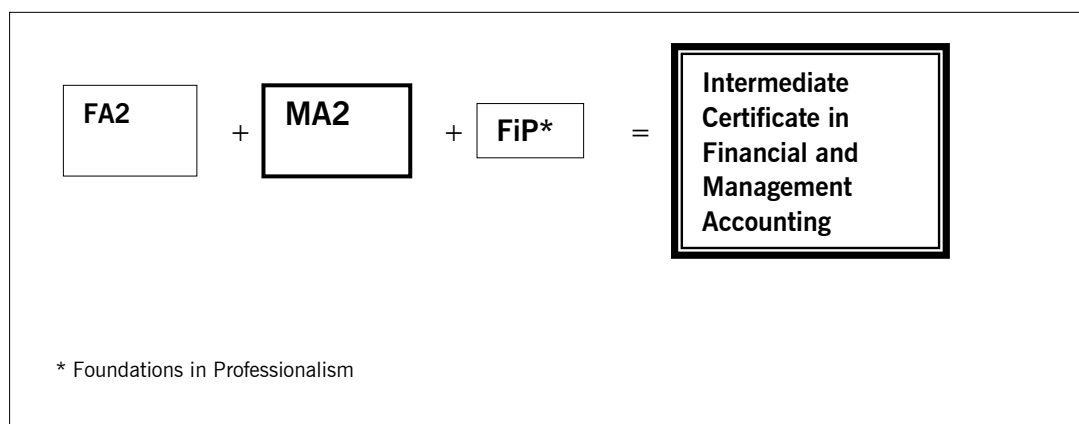 FA2 + MA2 + FiP* = Intermediate
Certificate in
Financial and
Management
Accounting
* Foundations in Professionalism